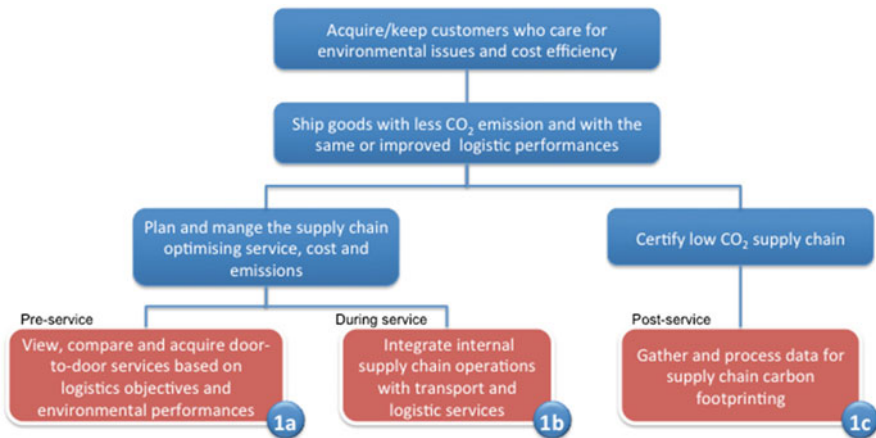 Acquire/keep customers who care for
environmental issues and cost efficiency
Ship goods with less CO₂ emission and with the
same or improved logistic performances
Plan and mange the supply chain
optimising service, cost and
emissions
Certify low CO₂ supply chain
Pre-service
View, compare and acquire door-
to-door services based on
logistics objectives and
environmental performances
1a
During service
Integrate internal
supply chain operations
with transport and
logistic services
1b
Post-service
Gather and process data for
supply chain carbon
footprinting
1c